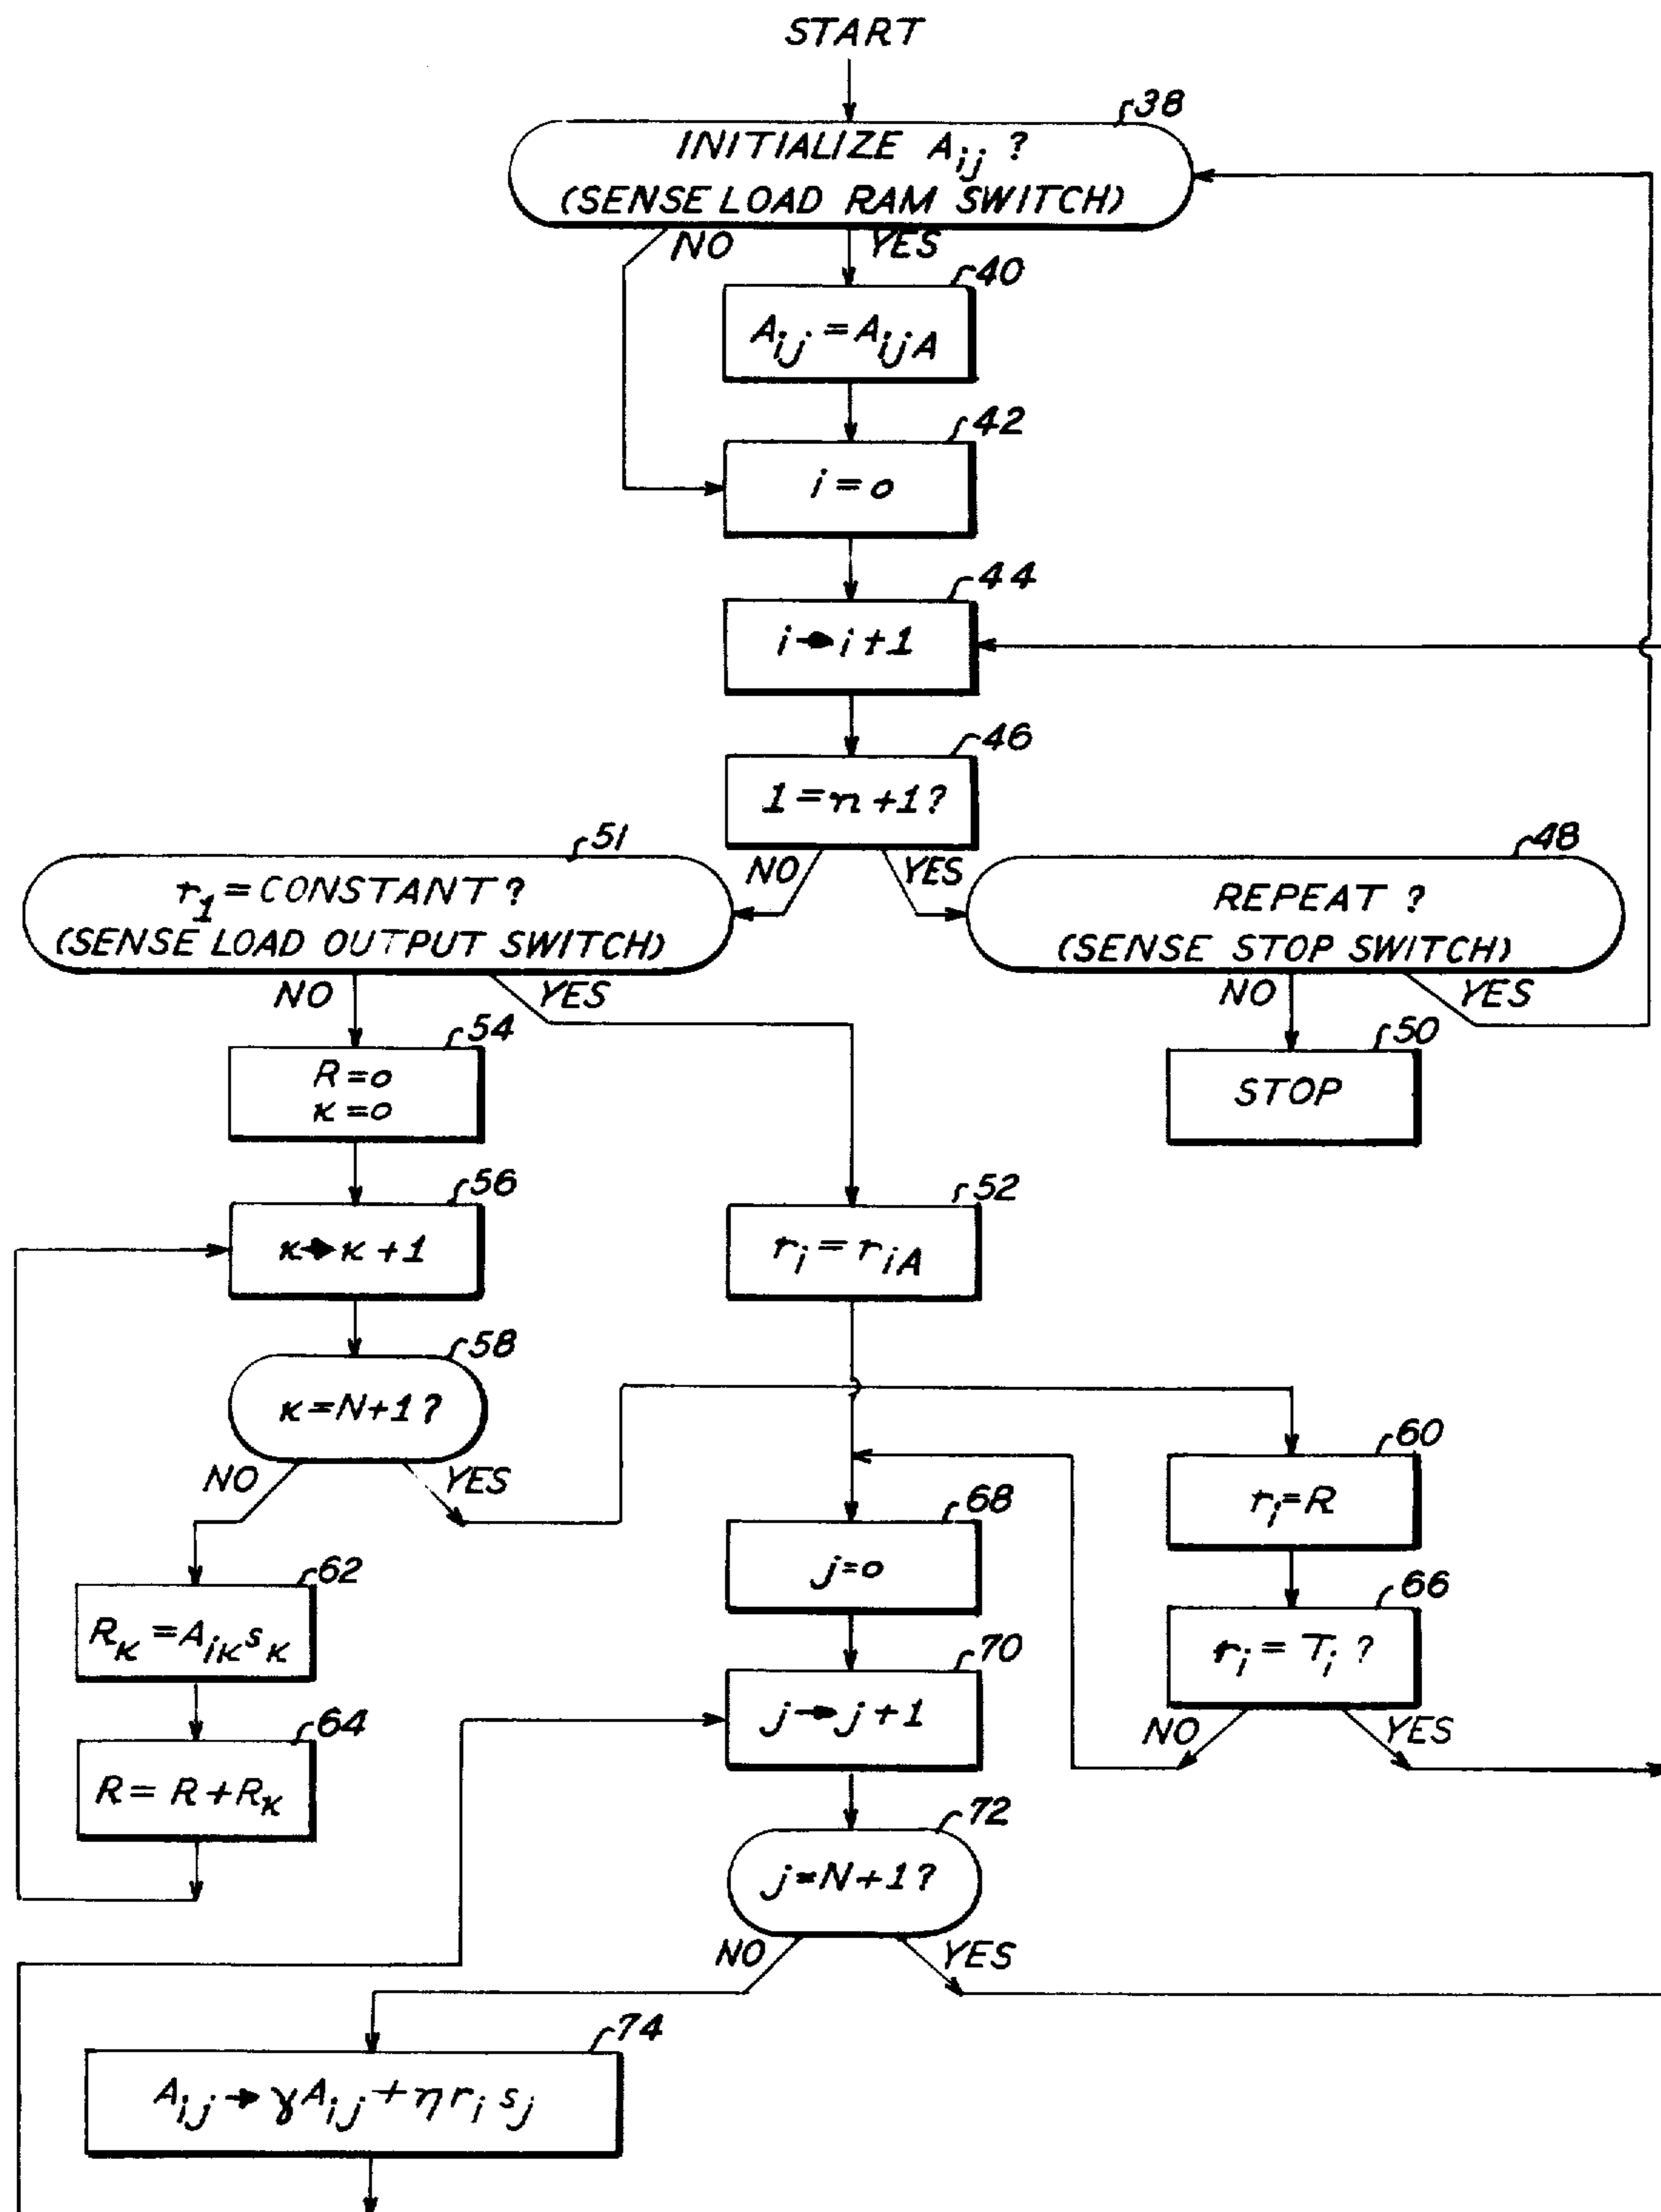 START
38
INITIALIZE A_ij ?
(SENSE LOAD RAM SWITCH)
NO
YES
40
A_ij = A_ijA
42
i = o
44
i → i + 1
46
1 = n + 1 ?
51
NO
YES
48
r_1 = CONSTANT ?
(SENSE LOAD OUTPUT SWITCH)
REPEAT ?
(SENSE STOP SWITCH)
NO
YES
NO
YES
54
R = o
κ = o
50
STOP
56
κ → κ + 1
52
r_i = r_iA
58
κ = N + 1 ?
NO
YES
60
r_i = R
68
j = o
62
R_κ = A_iκ s_κ
66
r_i = T_i ?
NO
YES
70
j → j + 1
64
R = R + R_κ
72
j = N + 1 ?
NO
YES
74
A_ij → γ A_ij + η r_i s_j